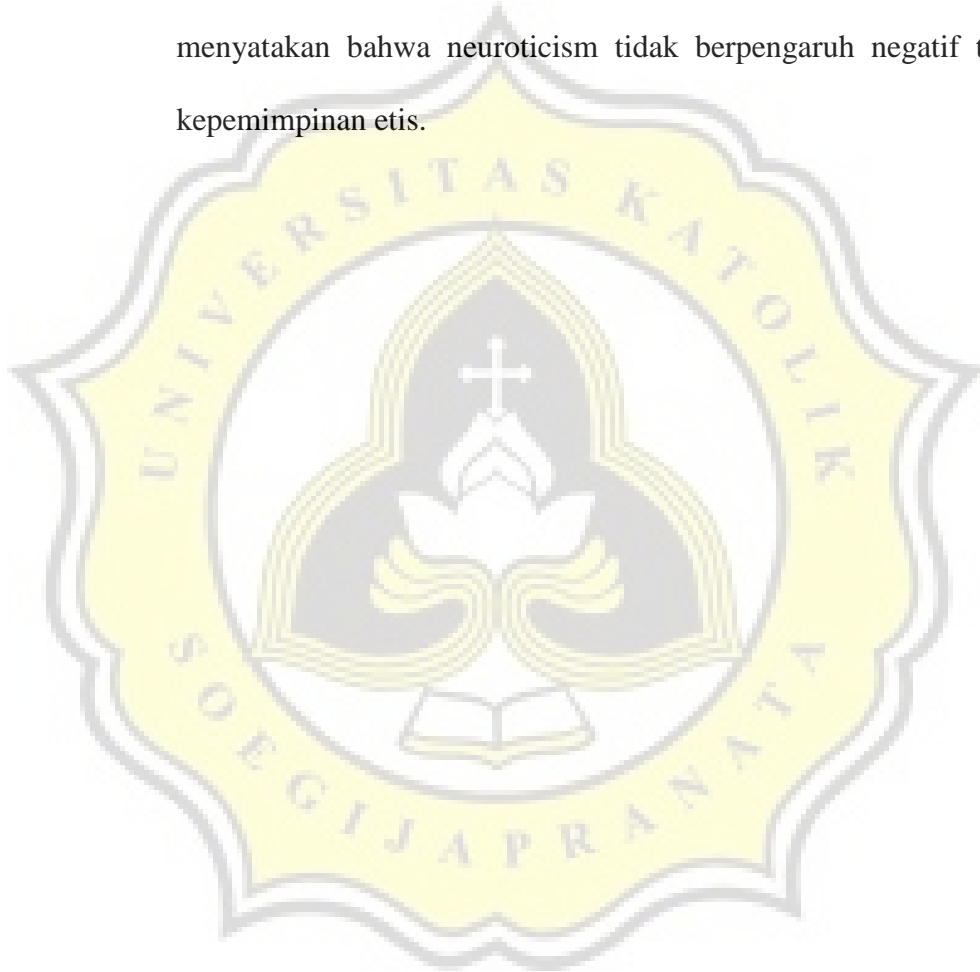 menyatakan bahwa neuroticism tidak berpengaruh negatif
kepemimpinan etis.
UNIVERSITAS KATOLIK
SOEGIJAPRANATA